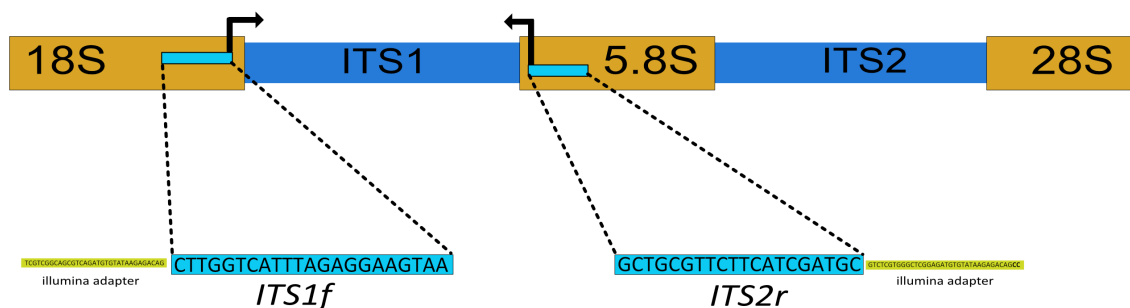 18S ITS1 5.8S ITS2 28S
TCGTCGGCAGCGTCAGATGTGTATAAGAGACAG CTTGGTCATTTAGAGGAAGTAA GCTGCGTTCTTCATCGATGC GTCTCGTGGGCTCGGAGATGTGTATAAGAGACAGCC
illumina adapter ITS1f ITS2r illumina adapter